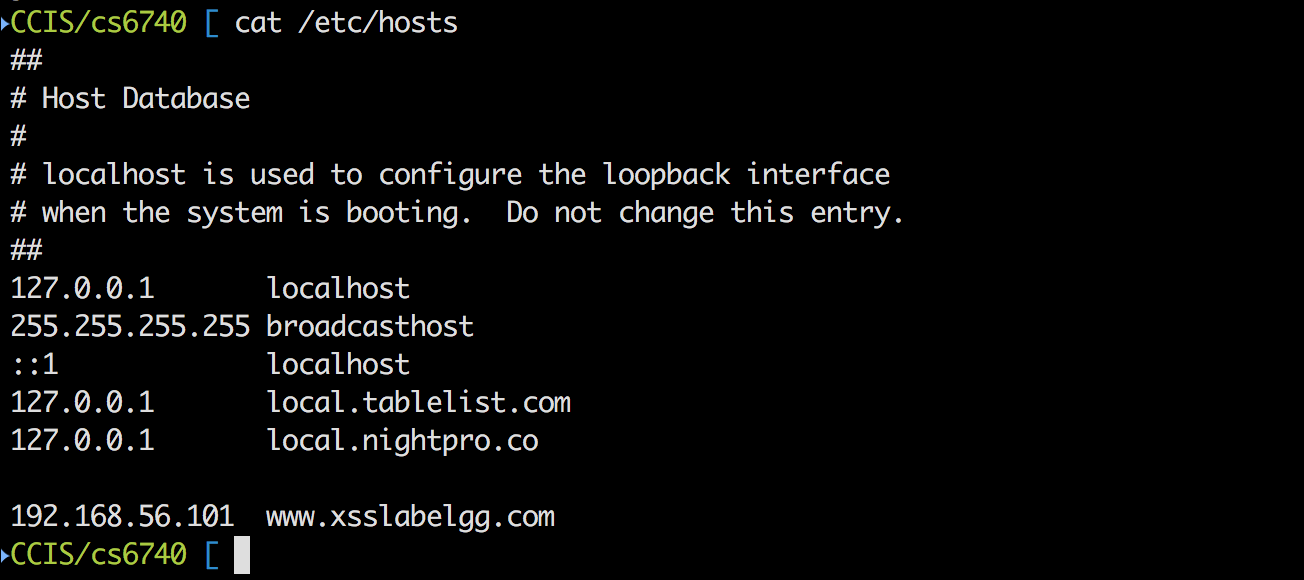 CCIS/cs6740 [ cat /etc/hosts
##
# Host Database
#
# localhost is used to configure the loopback interface
# when the system is booting.  Do not change this entry.
##
127.0.0.1       localhost
255.255.255.255 broadcasthost
::1             localhost
127.0.0.1       local.tablelist.com
127.0.0.1       local.nightpro.co
192.168.56.101  www.xsslabelgg.com
CCIS/cs6740 [